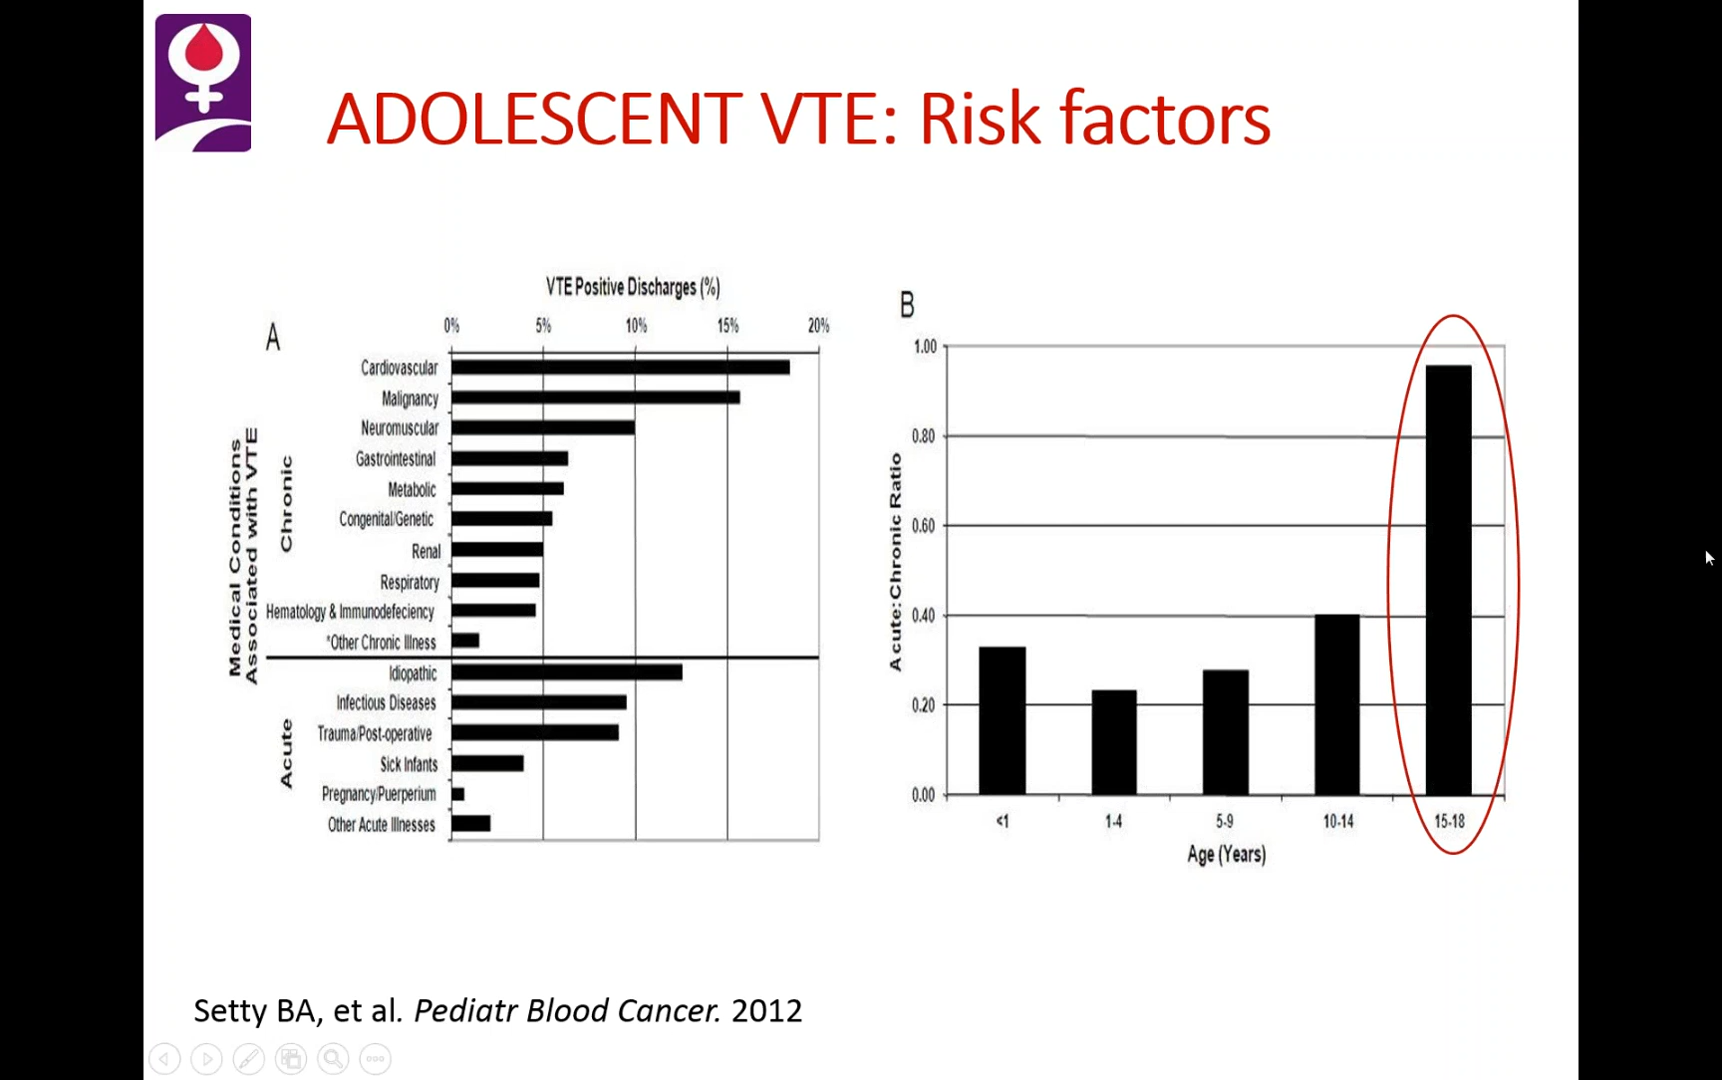 ADOLESCENT VTE: Risk factors
A
VTE Positive Discharges (%)
0% 5% 10% 15% 20%
Medical Conditions
Associated with VTE
Chronic
Cardiovascular
Malignancy
Neuromuscular
Gastrointestinal
Metabolic
Congenital/Genetic
Renal
Respiratory
Hematology & Immunodefeciency
*Other Chronic Illness
Acute
Idiopathic
Infectious Diseases
Trauma/Post-operative
Sick Infants
Pregnancy/Puerperium
Other Acute Illnesses
B
Acute:Chronic Ratio
1.00
0.80
0.60
0.40
0.20
0.00
<1 1-4 5-9 10-14 15-18
Age (Years)
Setty BA, et al. Pediatr Blood Cancer. 2012